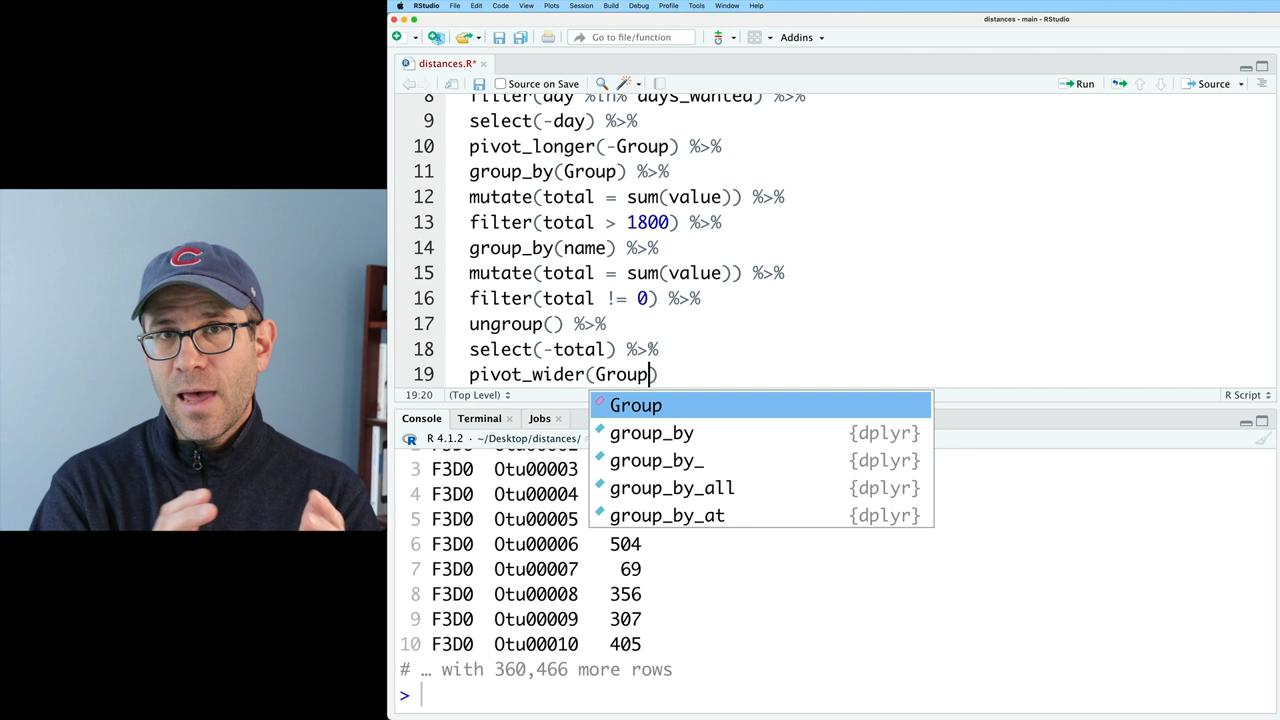 RStudio File Edit Code View Plots Session Build Debug Profile Tools Window Help
distances - main - RStudio
Go to file/function Addins
distances.R*
Source on Save Run Source
8 filter(day %in% days_wanted) %>%
9 select(-day) %>%
10 pivot_longer(-Group) %>%
11 group_by(Group) %>%
12 mutate(total = sum(value)) %>%
13 filter(total > 1800) %>%
14 group_by(name) %>%
15 mutate(total = sum(value)) %>%
16 filter(total != 0) %>%
17 ungroup() %>%
18 select(-total) %>%
19 pivot_wider(Group)
19:20 (Top Level) R Script
Group
group_by {dplyr}
group_by_ {dplyr}
group_by_all {dplyr}
group_by_at {dplyr}
Console Terminal Jobs
R 4.1.2 · ~/Desktop/distances/
3 F3D0 Otu00003
4 F3D0 Otu00004
5 F3D0 Otu00005
6 F3D0 Otu00006 504
7 F3D0 Otu00007 69
8 F3D0 Otu00008 356
9 F3D0 Otu00009 307
10 F3D0 Otu00010 405
# … with 360,466 more rows
>
C